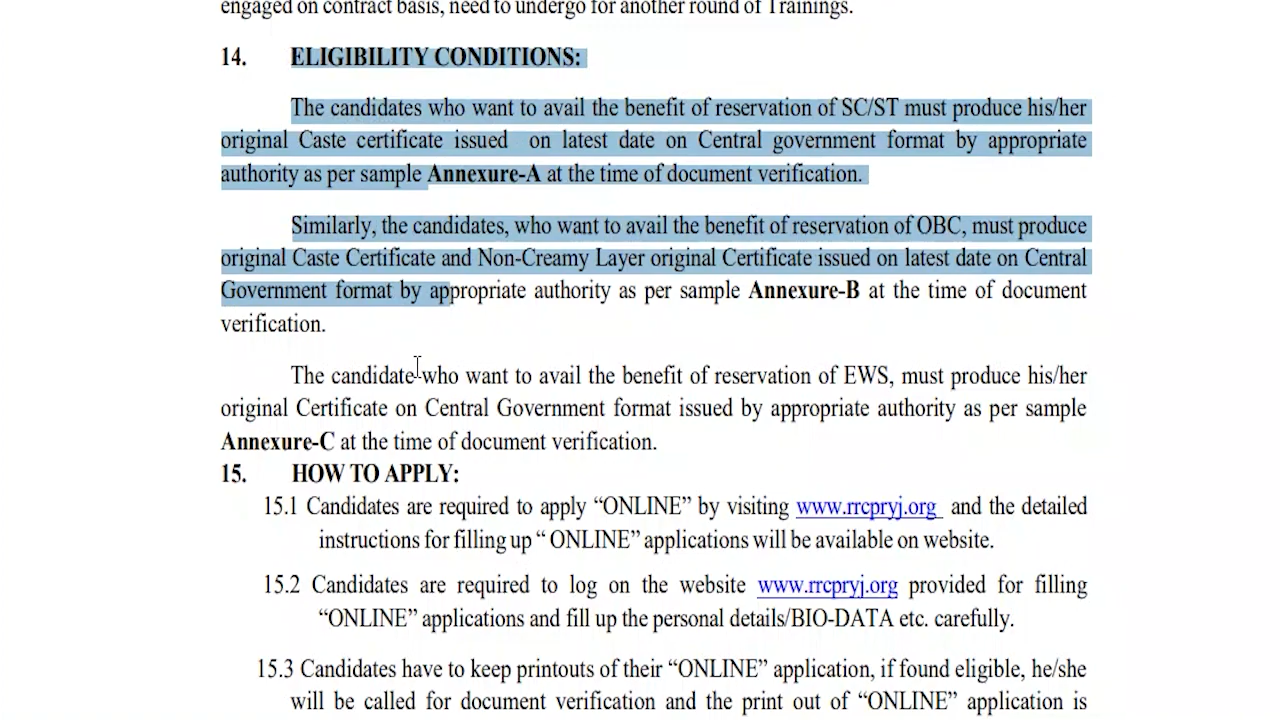 engaged on contract basis, need to undergo for another round of Trainings.
14. ELIGIBILITY CONDITIONS:
The candidates who want to avail the benefit of reservation of SC/ST must produce his/her
original Caste certificate issued on latest date on Central government format by appropriate
authority as per sample Annexure-A at the time of document verification.
Similarly, the candidates, who want to avail the benefit of reservation of OBC, must produce
original Caste Certificate and Non-Creamy Layer original Certificate issued on latest date on Central
Government format by appropriate authority as per sample Annexure-B at the time of document
verification.
The candidate who want to avail the benefit of reservation of EWS, must produce his/her
original Certificate on Central Government format issued by appropriate authority as per sample
Annexure-C at the time of document verification.
15. HOW TO APPLY:
15.1 Candidates are required to apply “ONLINE” by visiting www.rrcpryj.org and the detailed
instructions for filling up “ ONLINE” applications will be available on website.
15.2 Candidates are required to log on the website www.rrcpryj.org provided for filling
“ONLINE” applications and fill up the personal details/BIO-DATA etc. carefully.
15.3 Candidates have to keep printouts of their “ONLINE” application, if found eligible, he/she
will be called for document verification and the print out of “ONLINE” application is